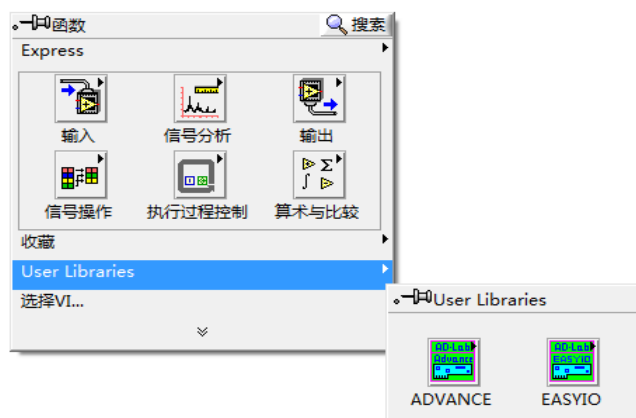 函数 搜索
Express
输入 信号分析 输出
信号操作 执行过程控制 算术与比较
收藏
User Libraries
选择VI...
User Libraries
AD-Lab AD-Lab
Advance EASYIO
ADVANCE EASYIO